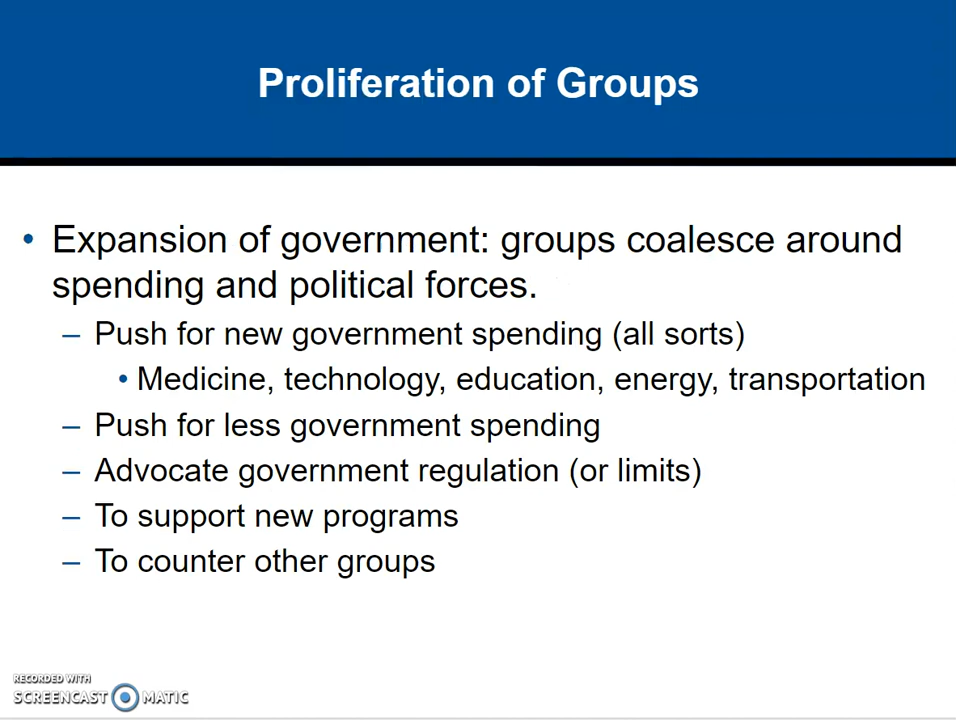 Proliferation of Groups
• Expansion of government: groups coalesce around
spending and political forces.
– Push for new government spending (all sorts)
• Medicine, technology, education, energy, transportation
– Push for less government spending
– Advocate government regulation (or limits)
– To support new programs
– To counter other groups
RECORDED WITH
SCREENCAST MATIC